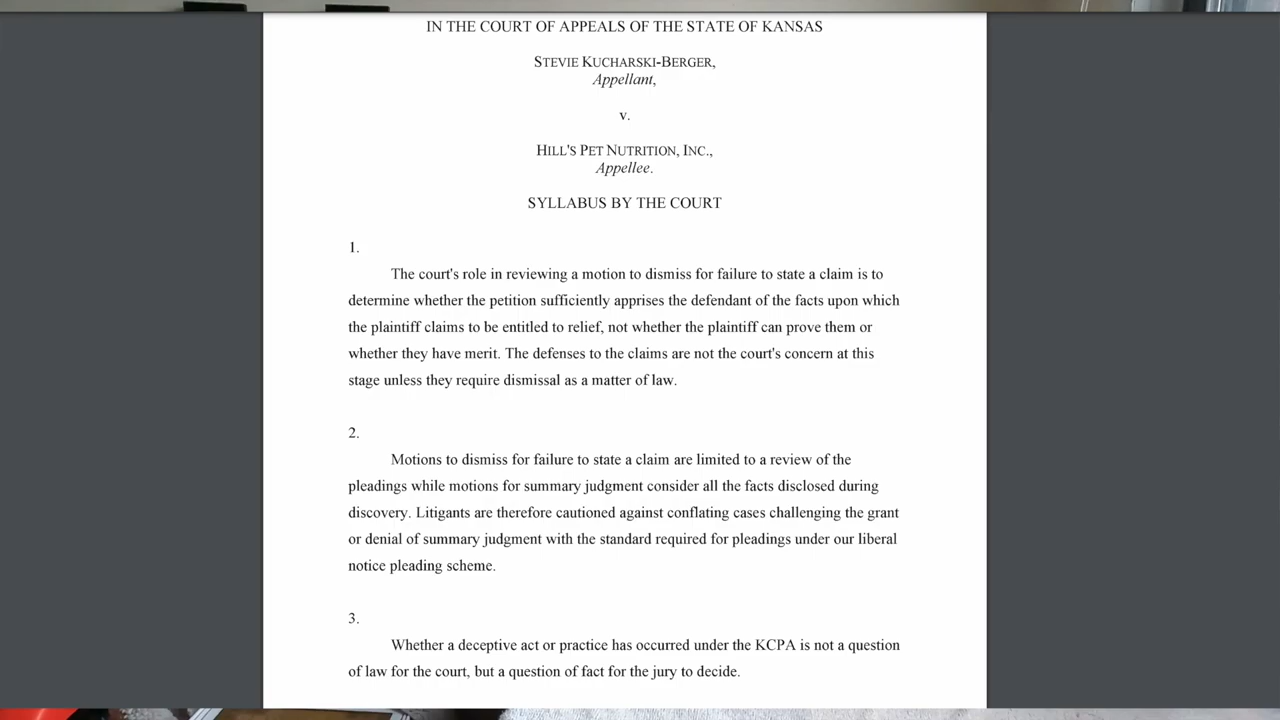 IN THE COURT OF APPEALS OF THE STATE OF KANSAS
STEVIE KUCHARSKI-BERGER,
Appellant,
v.
HILL'S PET NUTRITION, INC.,
Appellee.
SYLLABUS BY THE COURT
1.
The court's role in reviewing a motion to dismiss for failure to state a claim is to
determine whether the petition sufficiently apprises the defendant of the facts upon which
the plaintiff claims to be entitled to relief, not whether the plaintiff can prove them or
whether they have merit. The defenses to the claims are not the court's concern at this
stage unless they require dismissal as a matter of law.
2.
Motions to dismiss for failure to state a claim are limited to a review of the
pleadings while motions for summary judgment consider all the facts disclosed during
discovery. Litigants are therefore cautioned against conflating cases challenging the grant
or denial of summary judgment with the standard required for pleadings under our liberal
notice pleading scheme.
3.
Whether a deceptive act or practice has occurred under the KCPA is not a question
of law for the court, but a question of fact for the jury to decide.